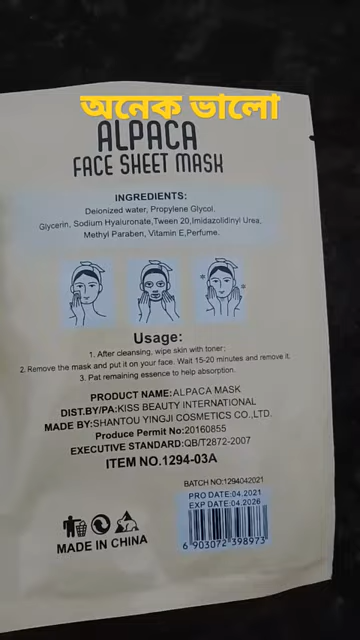 অনেক ভালো
ALPACA
FACE SHEET MASK
INGREDIENTS:
Deionized water, Propylene Glycol,
Glycerin, Sodium Hyaluronate,Tween 20,Imidazolidinyl Urea,
Methyl Paraben, Vitamin E,Perfume.
Usage:
1. After cleansing, wipe skin with toner;
2. Remove the mask and put it on your face. Wait 15-20 minutes and remove it.
3. Pat remaining essence to help absorption.
PRODUCT NAME:ALPACA MASK
DIST.BY/PA:KISS BEAUTY INTERNATIONAL
MADE BY:SHANTOU YINGJI COSMETICS CO.,LTD.
Produce Permit No:20160855
EXECUTIVE STANDARD:QB/T2872-2007
ITEM NO.1294-03A
BATCH NO:1294042021
PRO DATE:04.2021
EXP DATE:04.2026
6 903072 398973
MADE IN CHINA